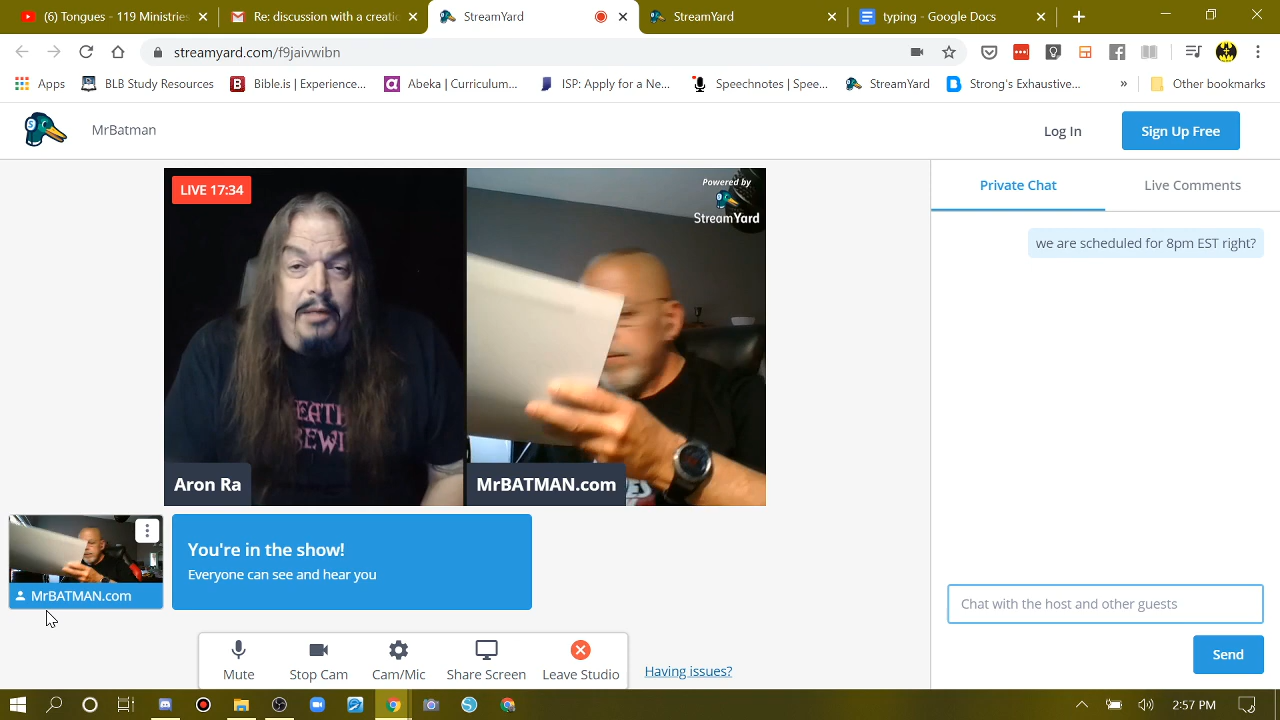 (6) Tongues - 119 Ministries
Re: discussion with a creatio
StreamYard
StreamYard
typing - Google Docs
streamyard.com/f9jaivwibn
Apps
BLB Study Resources
Bible.is | Experience...
Abeka | Curriculum...
ISP: Apply for a Ne...
Speechnotes | Spee...
StreamYard
Strong's Exhaustive...
»
Other bookmarks
MrBatman
Log In
Sign Up Free
LIVE 17:34
Powered by
StreamYard
Aron Ra
MrBATMAN.com
Private Chat
Live Comments
we are scheduled for 8pm EST right?
MrBATMAN.com
You're in the show!
Everyone can see and hear you
Mute
Stop Cam
Cam/Mic
Share Screen
Leave Studio
Having issues?
Chat with the host and other guests
Send
2:57 PM